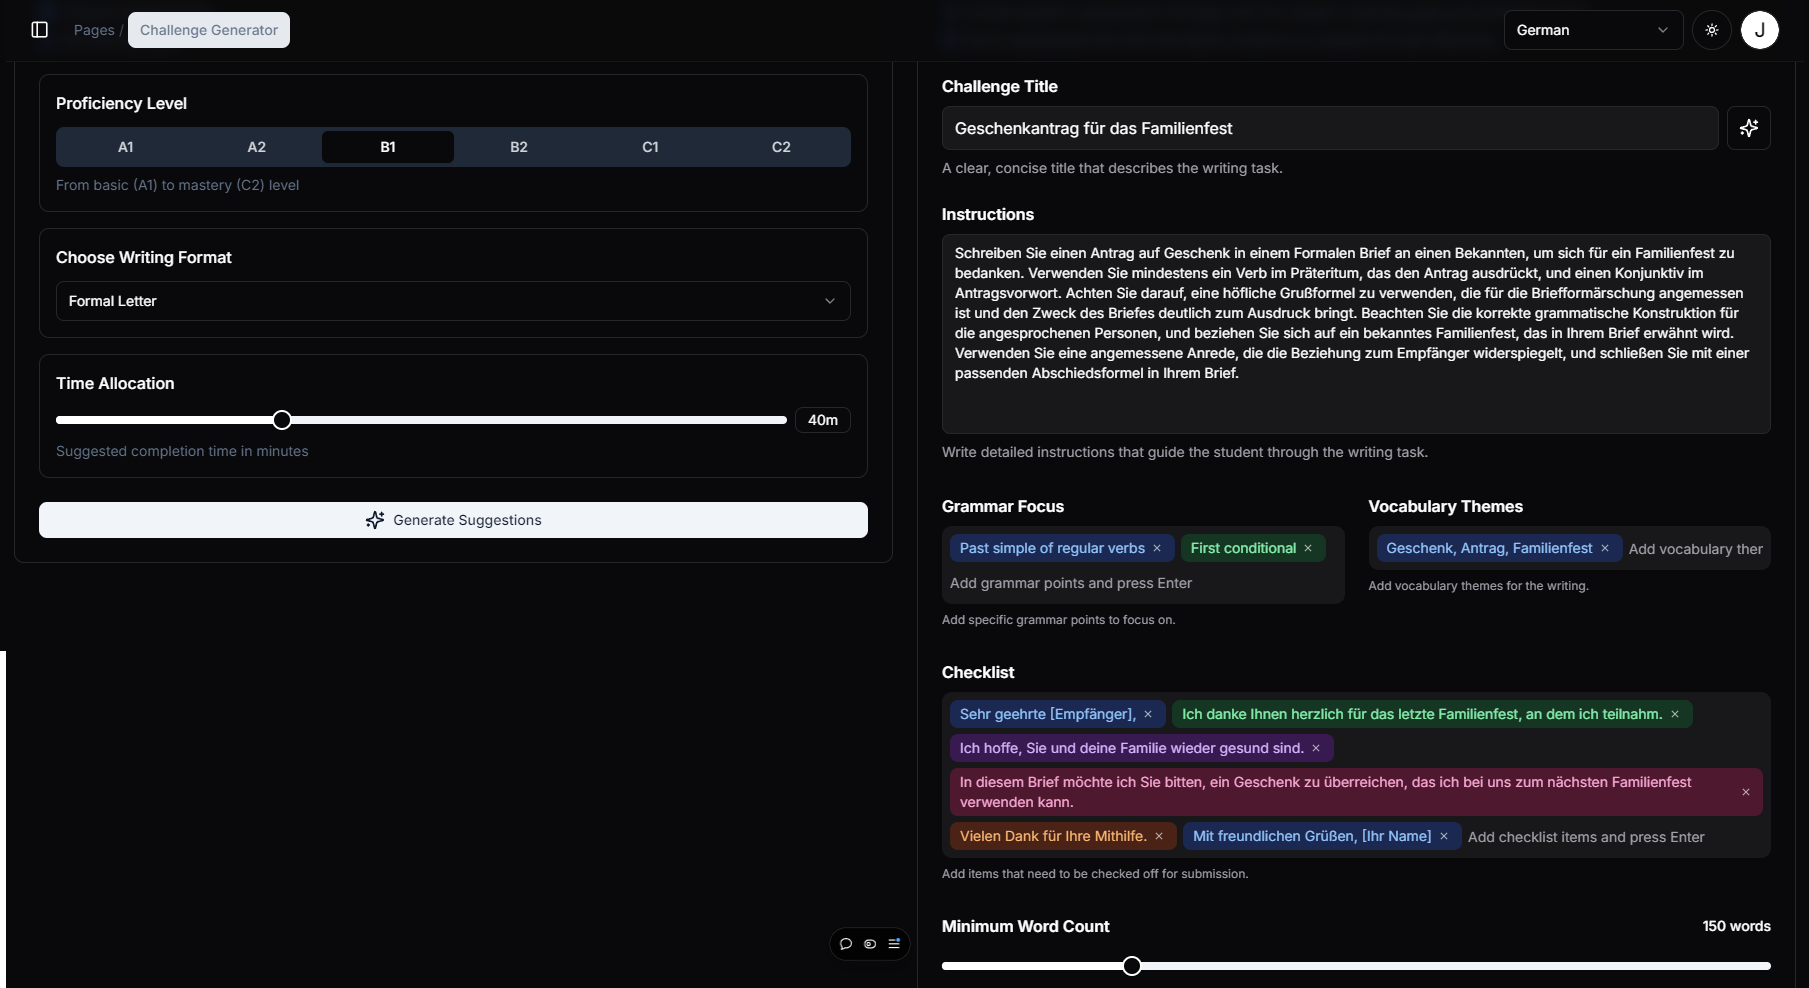 Pages / Challenge Generator
German
J
Proficiency Level
A1 A2 B1 B2 C1 C2
From basic (A1) to mastery (C2) level
Choose Writing Format
Formal Letter
Time Allocation
40m
Suggested completion time in minutes
Generate Suggestions
Challenge Title
Geschenkantrag für das Familienfest
A clear, concise title that describes the writing task.
Instructions
Schreiben Sie einen Antrag auf Geschenk in einem Formalen Brief an einen Bekannten, um sich für ein Familienfest zu
bedanken. Verwenden Sie mindestens ein Verb im Präteritum, das den Antrag ausdrückt, und einen Konjunktiv im
Antragsvorwort. Achten Sie darauf, eine höfliche Grußformel zu verwenden, die für die Briefformärschung angemessen
ist und den Zweck des Briefes deutlich zum Ausdruck bringt. Beachten Sie die korrekte grammatische Konstruktion für
die angesprochenen Personen, und beziehen Sie sich auf ein bekanntes Familienfest, das in Ihrem Brief erwähnt wird.
Verwenden Sie eine angemessene Anrede, die die Beziehung zum Empfänger widerspiegelt, und schließen Sie mit einer
passenden Abschiedsformel in Ihrem Brief.
Write detailed instructions that guide the student through the writing task.
Grammar Focus
Past simple of regular verbs ×
First conditional ×
Add grammar points and press Enter
Add specific grammar points to focus on.
Vocabulary Themes
Geschenk, Antrag, Familienfest ×
Add vocabulary ther
Add vocabulary themes for the writing.
Checklist
Sehr geehrte [Empfänger], ×
Ich danke Ihnen herzlich für das letzte Familienfest, an dem ich teilnahm. ×
Ich hoffe, Sie und deine Familie wieder gesund sind. ×
In diesem Brief möchte ich Sie bitten, ein Geschenk zu überreichen, das ich bei uns zum nächsten Familienfest
verwenden kann. ×
Vielen Dank für Ihre Mithilfe. ×
Mit freundlichen Grüßen, [Ihr Name] ×
Add checklist items and press Enter
Add items that need to be checked off for submission.
Minimum Word Count
150 words